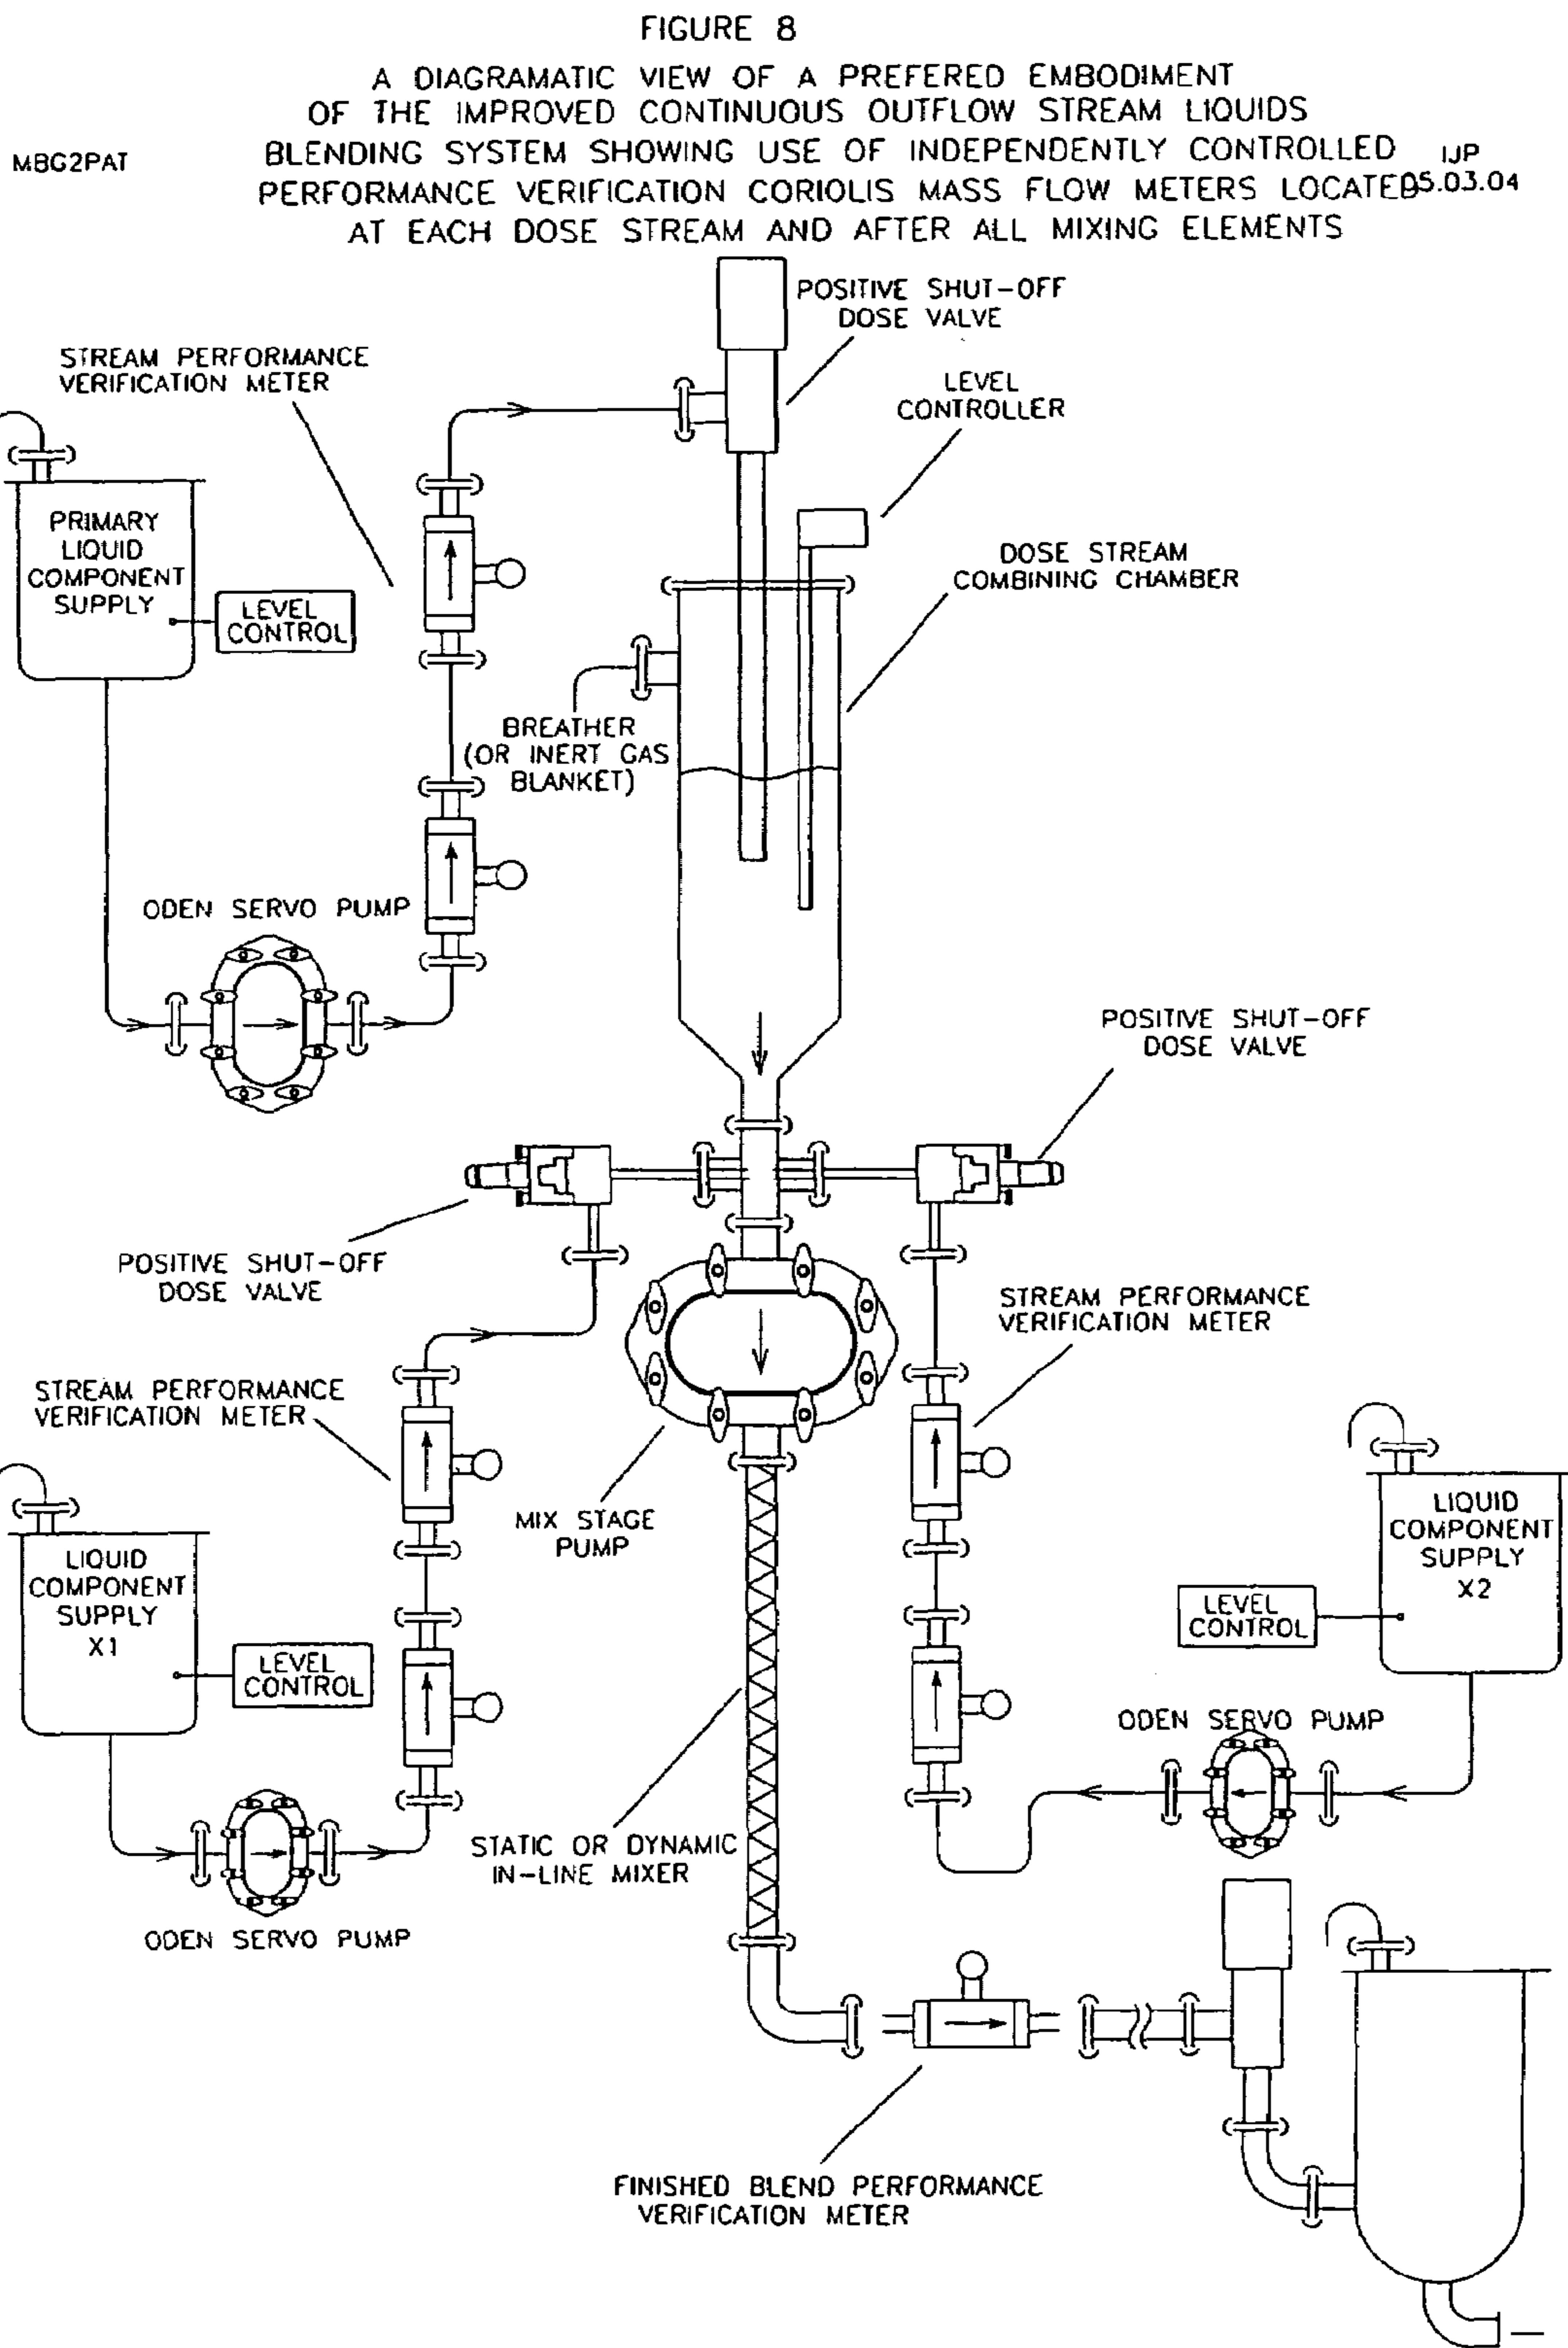 FIGURE 8
A DIAGRAMATIC VIEW OF A PREFERED EMBODIMENT
OF THE IMPROVED CONTINUOUS OUTFLOW STREAM LIQUIDS
BLENDING SYSTEM SHOWING USE OF INDEPENDENTLY CONTROLLED
PERFORMANCE VERIFICATION CORIOLIS MASS FLOW METERS LOCATED
AT EACH DOSE STREAM AND AFTER ALL MIXING ELEMENTS
MBG2PAT
IJP
05.03.04
POSITIVE SHUT-OFF
DOSE VALVE
STREAM PERFORMANCE
VERIFICATION METER
LEVEL
CONTROLLER
PRIMARY
LIQUID
COMPONENT
SUPPLY
LEVEL
CONTROL
DOSE STREAM
COMBINING CHAMBER
BREATHER
(OR INERT GAS
BLANKET)
ODEN SERVO PUMP
POSITIVE SHUT-OFF
DOSE VALVE
POSITIVE SHUT-OFF
DOSE VALVE
STREAM PERFORMANCE
VERIFICATION METER
STREAM PERFORMANCE
VERIFICATION METER
MIX STAGE
PUMP
LIQUID
COMPONENT
SUPPLY
X1
LEVEL
CONTROL
LIQUID
COMPONENT
SUPPLY
X2
LEVEL
CONTROL
ODEN SERVO PUMP
STATIC OR DYNAMIC
IN-LINE MIXER
ODEN SERVO PUMP
FINISHED BLEND PERFORMANCE
VERIFICATION METER